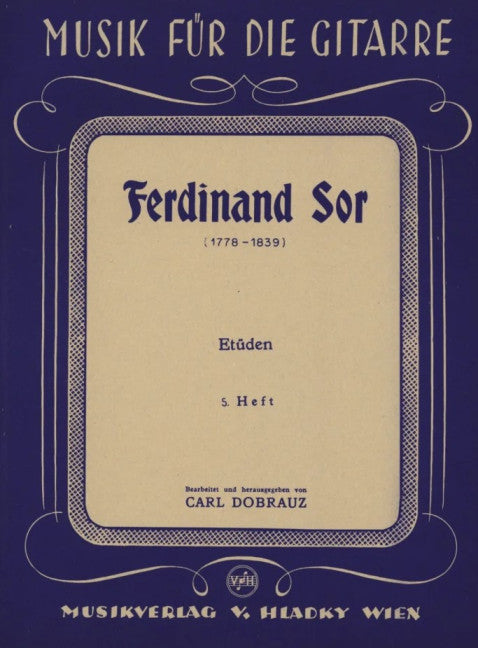 MUSIK FÜR DIE GITARRE
Ferdinand Sor
(1778-1839)
Etüden
5. Heft
Bearbeitet und herausgegeben von
CARL DOBRAUZ
VH
MUSIKVERLAG V. HLADKY WIEN